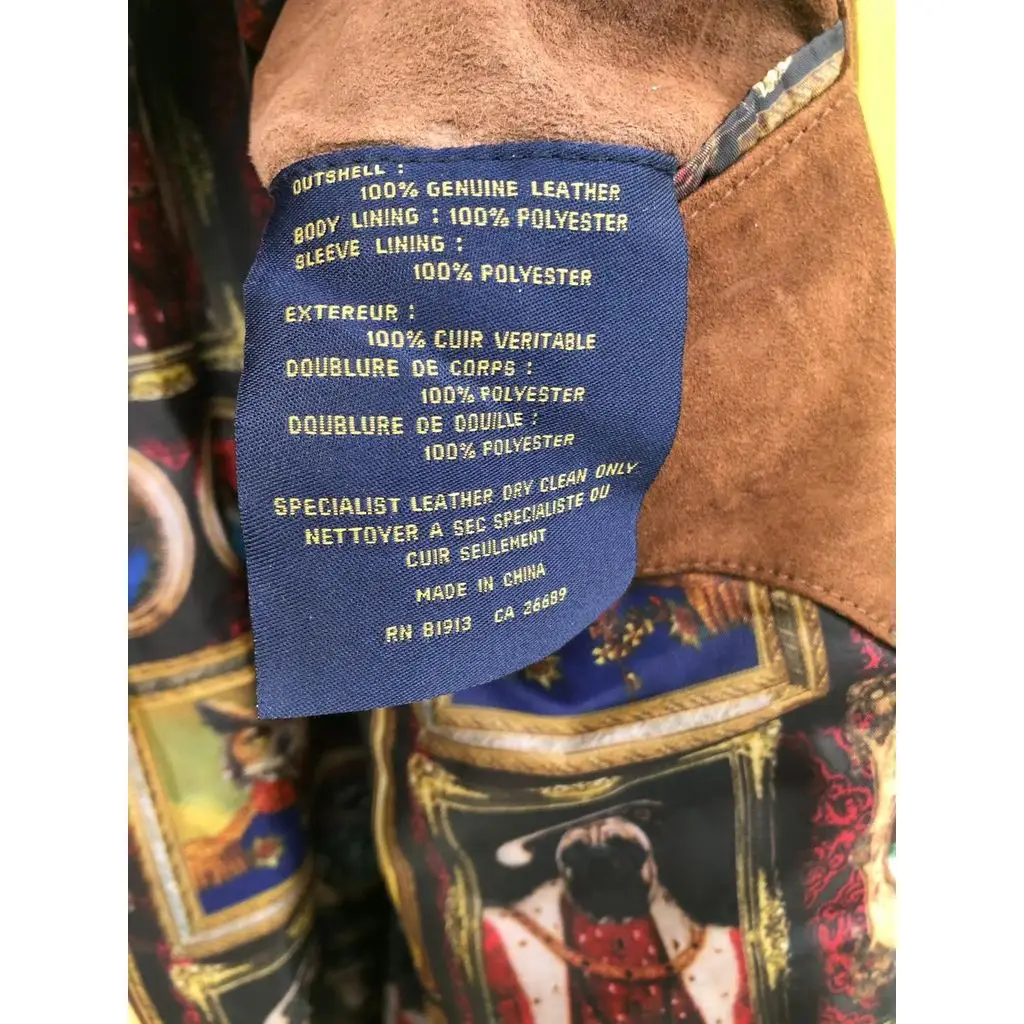 OUTSHELL :
100% GENUINE LEATHER
BODY LINING : 100% POLYESTER
SLEEVE LINING :
100% POLYESTER
EXTEREUR :
100% CUIR VERITABLE
DOUBLURE DE CORPS :
100% POLYESTER
DOUBLURE DE DOUILLE :
100% POLYESTER
SPECIALIST LEATHER DRY CLEAN ONLY
NETTOYER A SEC SPECIALISTE DU
CUIR SEULEMENT
MADE IN CHINA
RN 81913 CA 26689